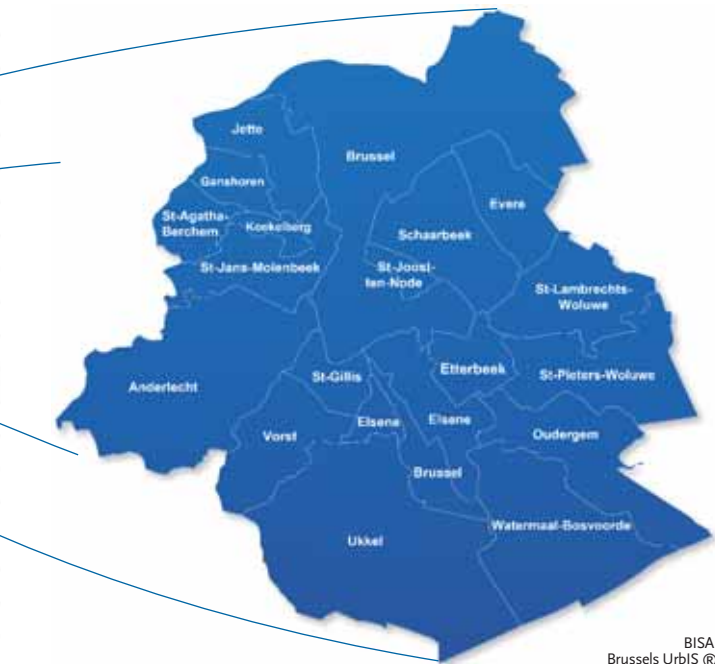 Jette
Brussel
Ganshoren
Evere
St-Agatha-
Berchem
Koekelberg
Schaarbeek
St-Jans-Molenbeek
St-Joost-
ten-Node
St-Lambrechts-
Woluwe
Anderlecht
St-Gillis
Etterbeek
St-Pieters-Woluwe
Elsene
Elsene
Vorst
Oudergem
Brussel
Watermaal-Bosvoorde
Ukkel
BISA
Brussels UrbIS ®